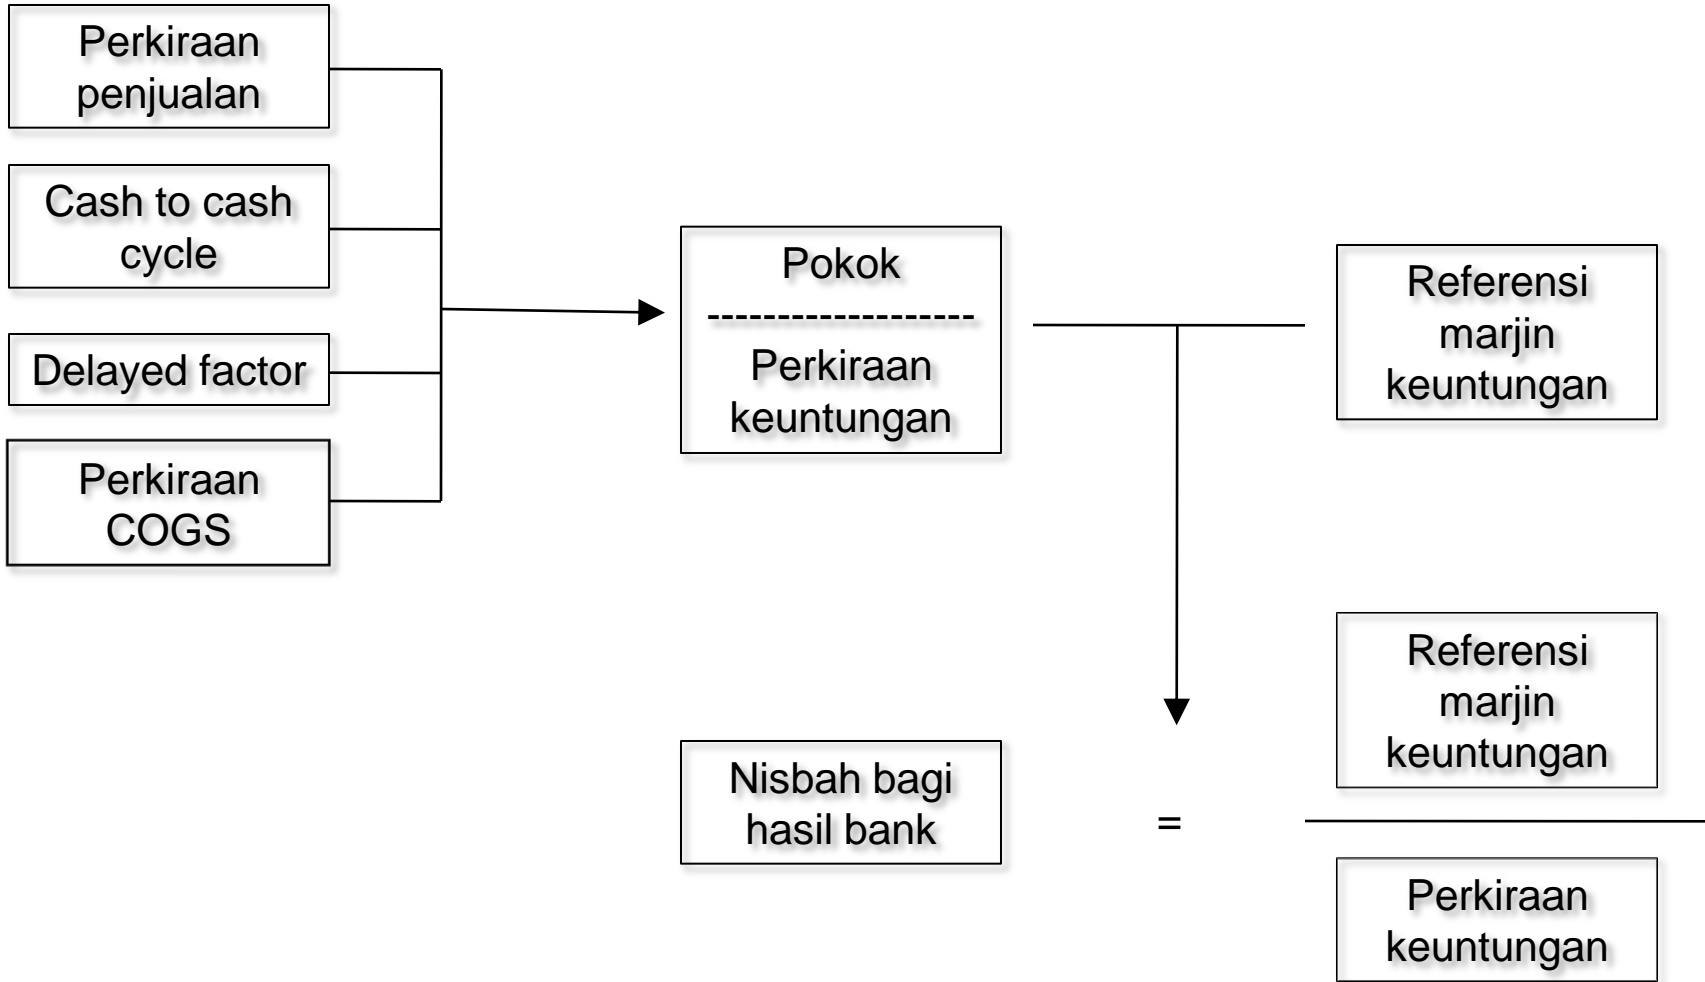 Perkiraan
penjualan
Cash to cash
cycle
Delayed factor
Perkiraan
COGS
Pokok
-------------------
Perkiraan
keuntungan
Referensi
marjin
keuntungan
Nisbah bagi
hasil bank
=
Referensi
marjin
keuntungan
Perkiraan
keuntungan